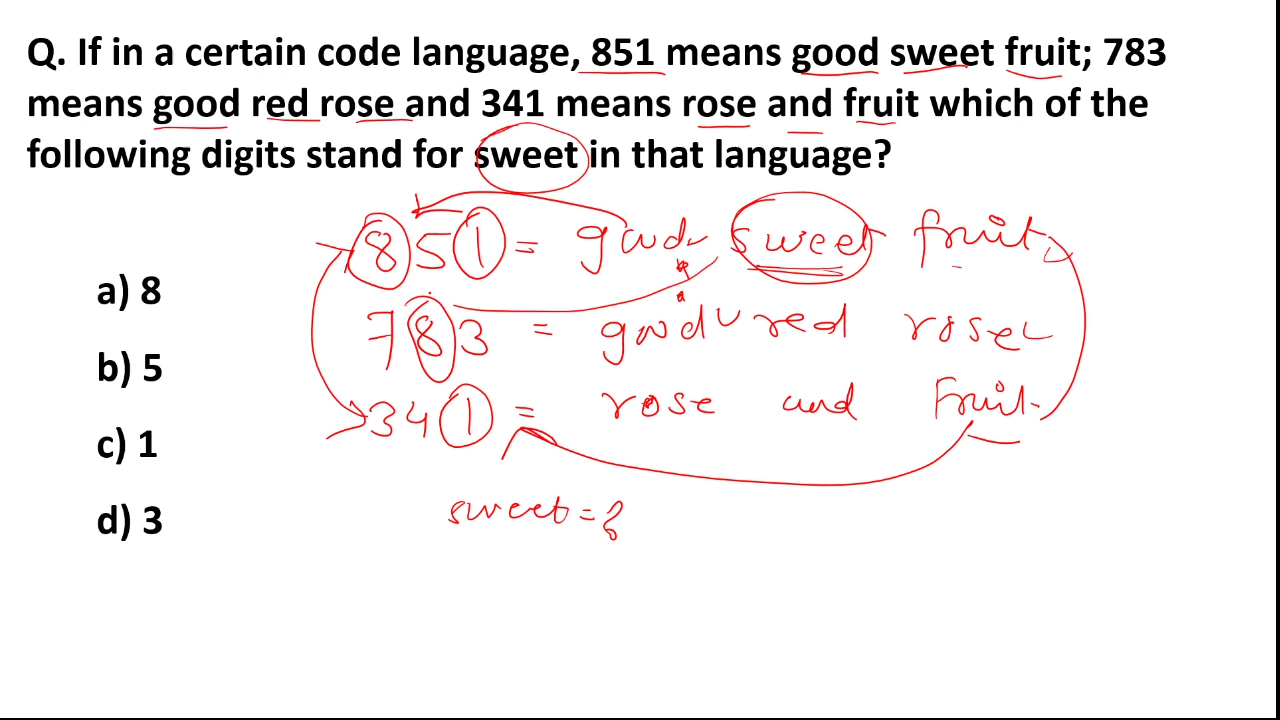 Q. If in a certain code language, 851 means good sweet fruit; 783
means good red rose and 341 means rose and fruit which of the
following digits stand for sweet in that language?
851 = good sweet fruit
a) 8
783 = good red rose
b) 5
341 = rose and Fruit
c) 1
sweet = ?
d) 3